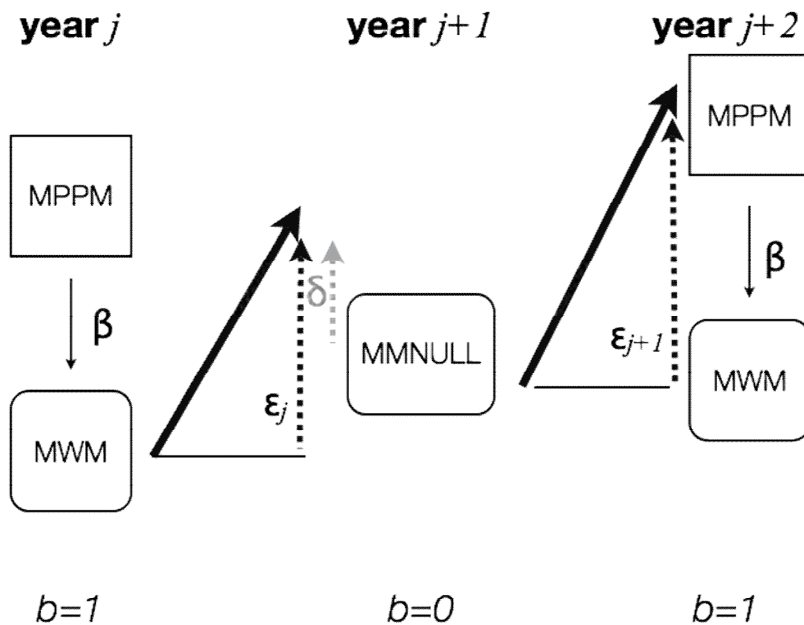 year j year j+1 year j+2
MPPM
MPPM
β
δ
β
MMNULL
εj+1
εj
MWM
MWM
b=1 b=0 b=1